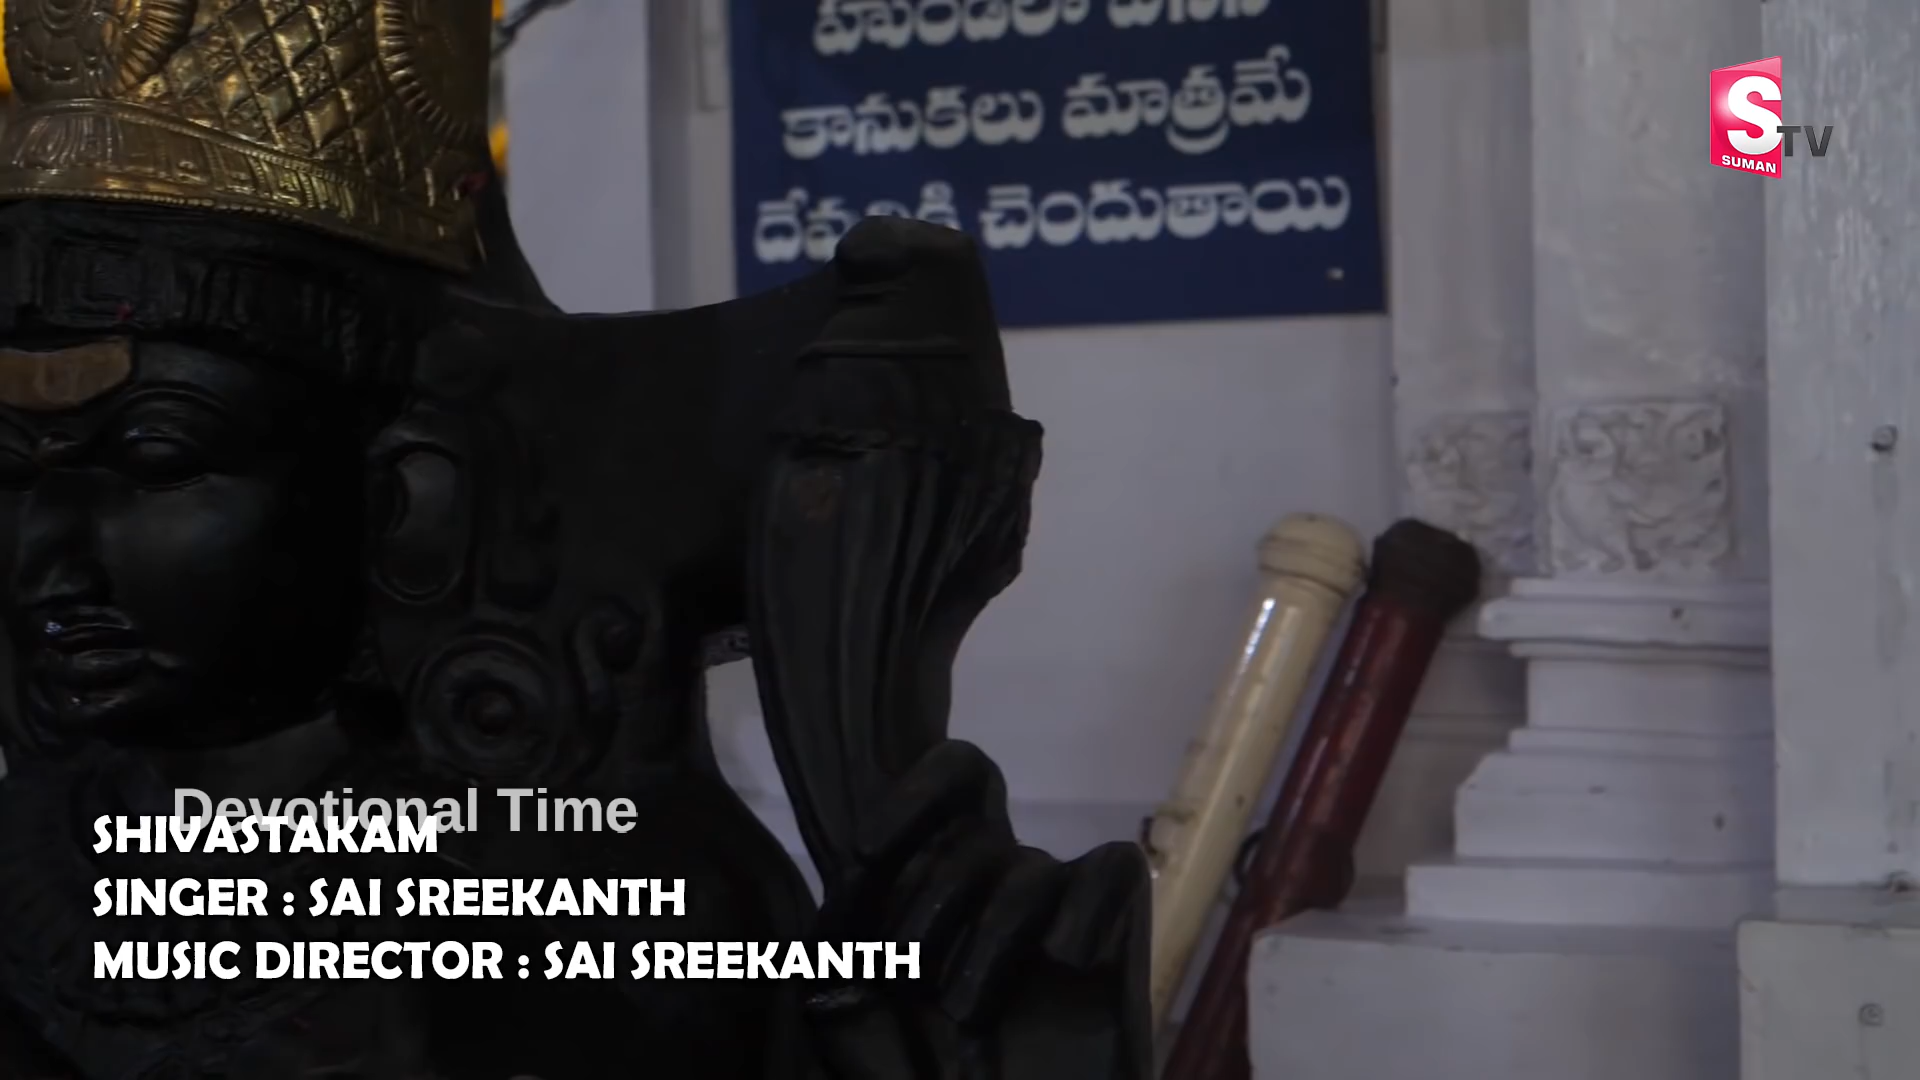 కానుకలు మాత్రమే
చెందుతాయి
S TV
SUMAN
Devotional Time
SHIVASTAKAM
SINGER : SAI SREEKANTH
MUSIC DIRECTOR : SAI SREEKANTH